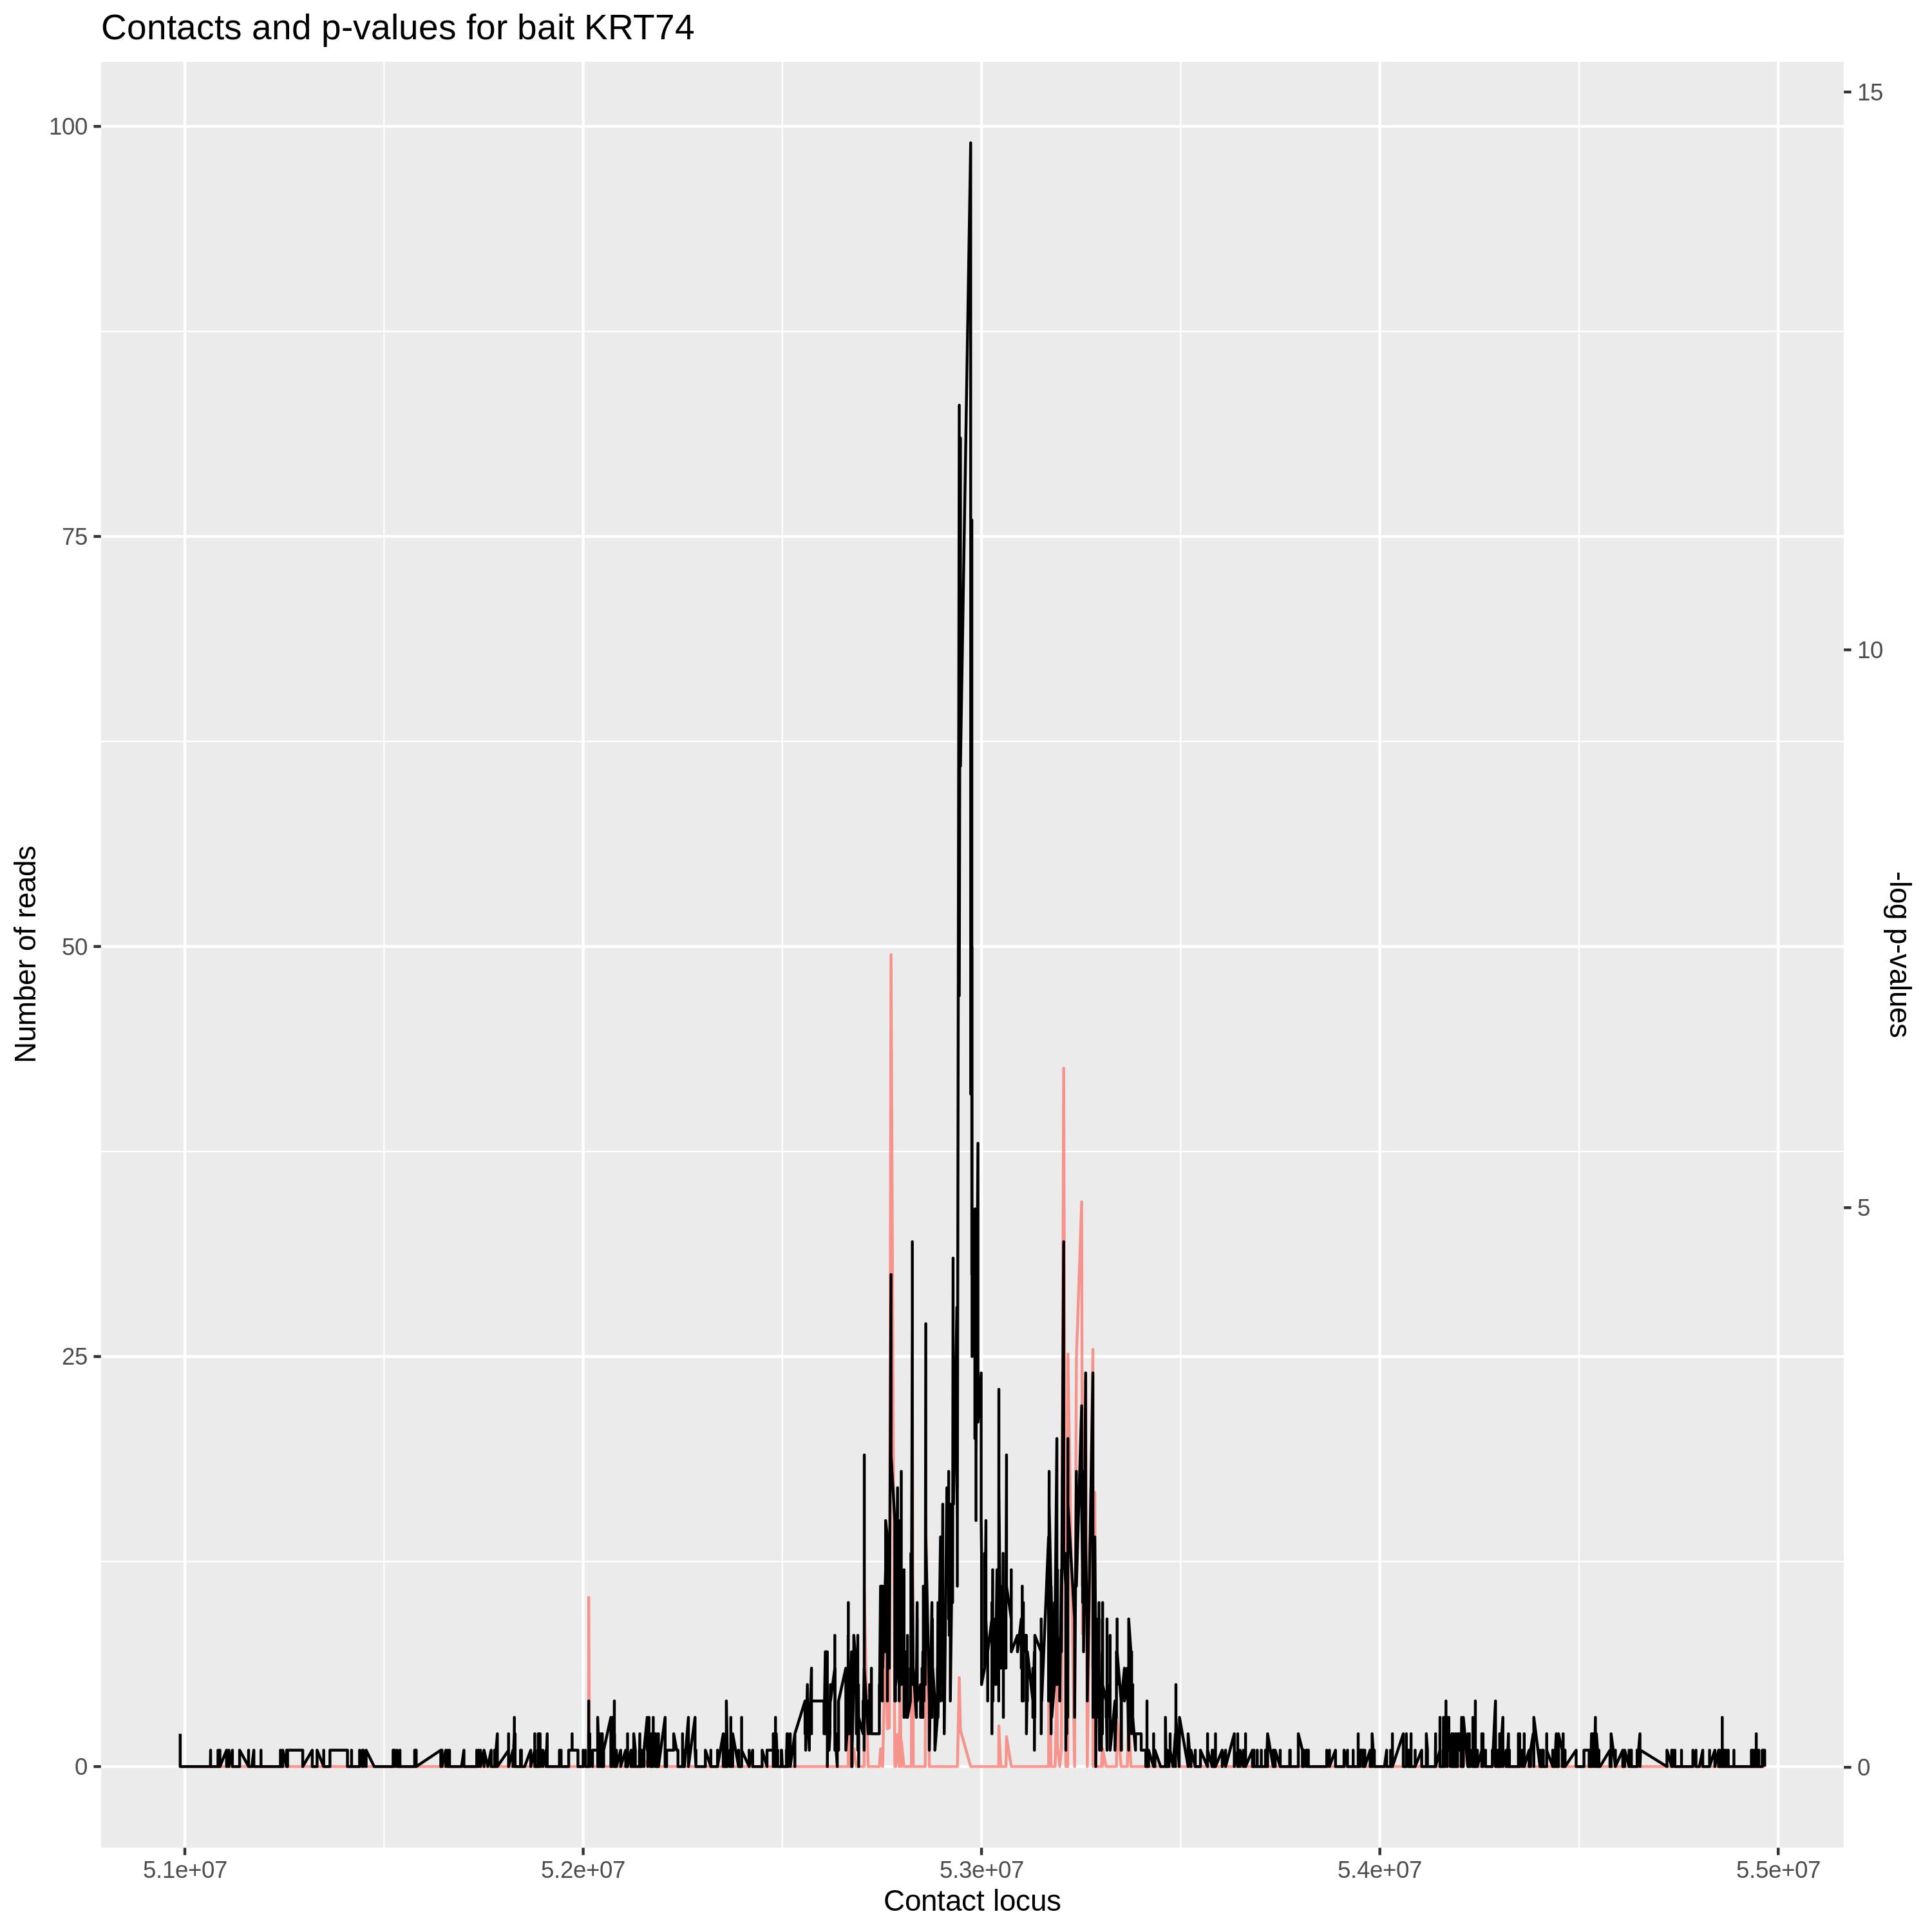 Contacts and p-values for bait KRT74
100
75
50
25
0
Number of reads
15
10
5
0
-log p-values
5.1e+07
5.2e+07
5.3e+07
5.4e+07
5.5e+07
Contact locus